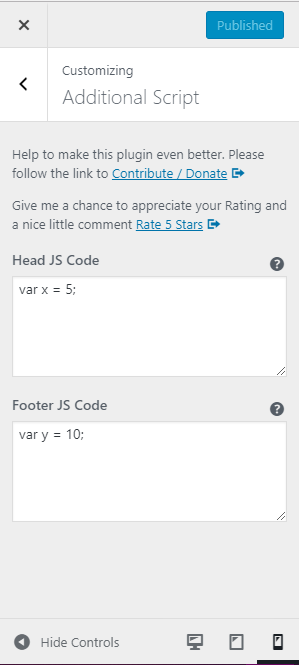 Published
Customizing
Additional Script
Help to make this plugin even better. Please
follow the link to Contribute / Donate
Give me a chance to appreciate your Rating and
a nice little comment Rate 5 Stars
Head JS Code
var x = 5;
Footer JS Code
var y = 10;
Hide Controls